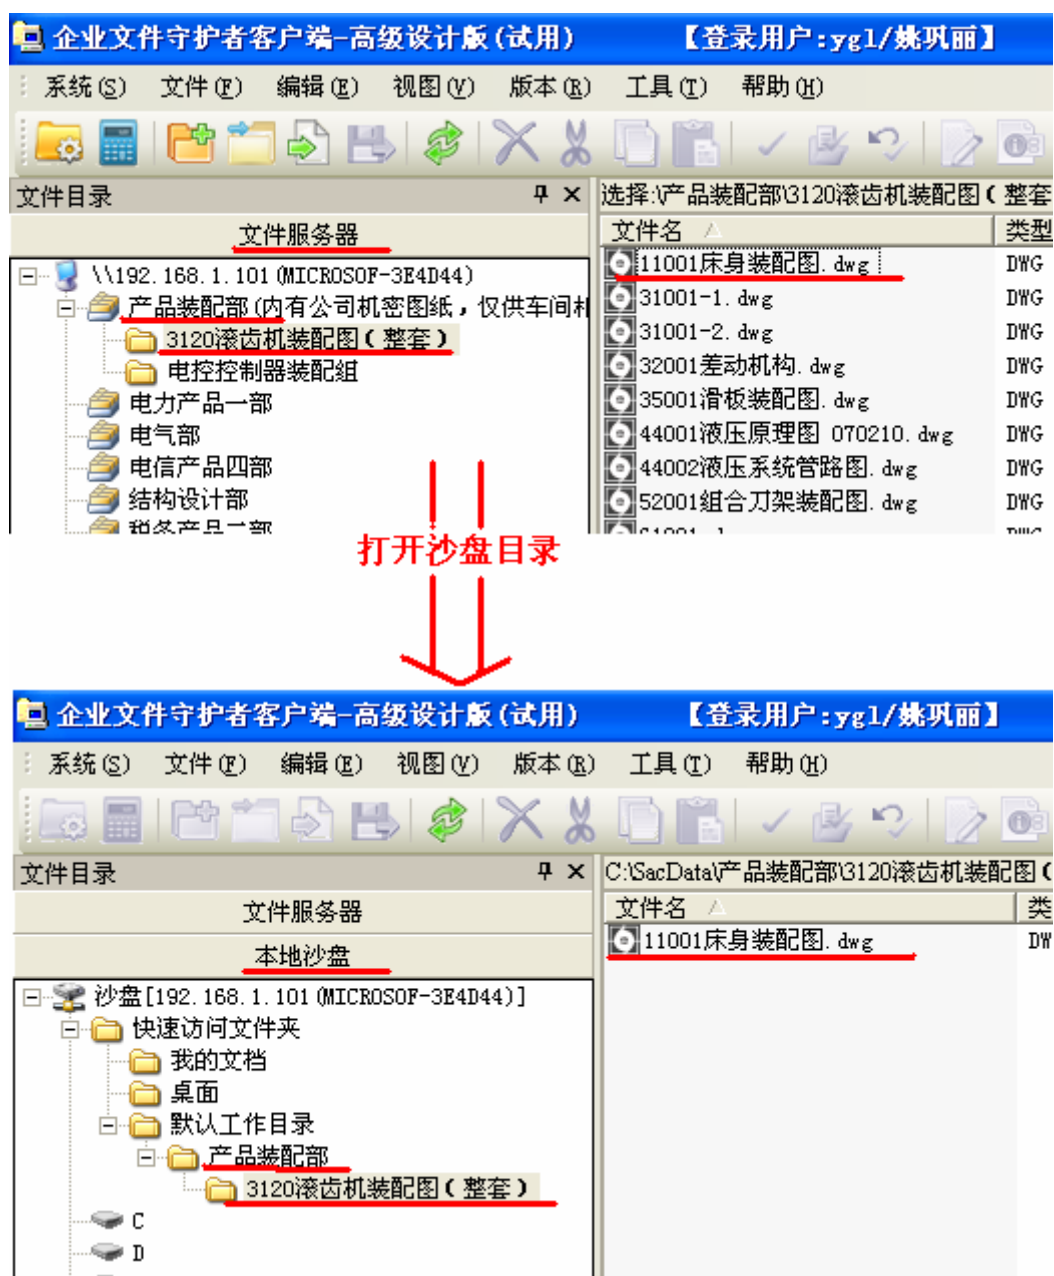 企业文件守护者客户端-高级设计版(试用) 【登录用户:ygl/姚巩丽】
系统(S) 文件(F) 编辑(E) 视图(V) 版本(R) 工具(T) 帮助(H)
文件目录
选择:\产品装配部\3120滚齿机装配图(整套
文件服务器
文件名 类型
\\192.168.1.101(MICROSOF-3E4D44)
产品装配部(内有公司机密图纸,仅供车间相
3120滚齿机装配图(整套)
电控控制器装配组
电力产品一部
电气部
电信产品四部
结构设计部
税务产品二部
11001床身装配图.dwg DWG
31001-1.dwg DWG
31001-2.dwg DWG
32001差动机构.dwg DWG
35001滑板装配图.dwg DWG
44001液压原理图 070210.dwg DWG
44002液压系统管路图.dwg DWG
52001组合刀架装配图.dwg DWG
打开沙盘目录
企业文件守护者客户端-高级设计版(试用) 【登录用户:ygl/姚巩丽】
系统(S) 文件(F) 编辑(E) 视图(V) 版本(R) 工具(T) 帮助(H)
文件目录
C:\SacData\产品装配部\3120滚齿机装配图(
文件服务器
本地沙盘
文件名 类
11001床身装配图.dwg DW
沙盘[192.168.1.101(MICROSOF-3E4D44)]
快速访问文件夹
我的文档
桌面
默认工作目录
产品装配部
3120滚齿机装配图(整套)
C
D